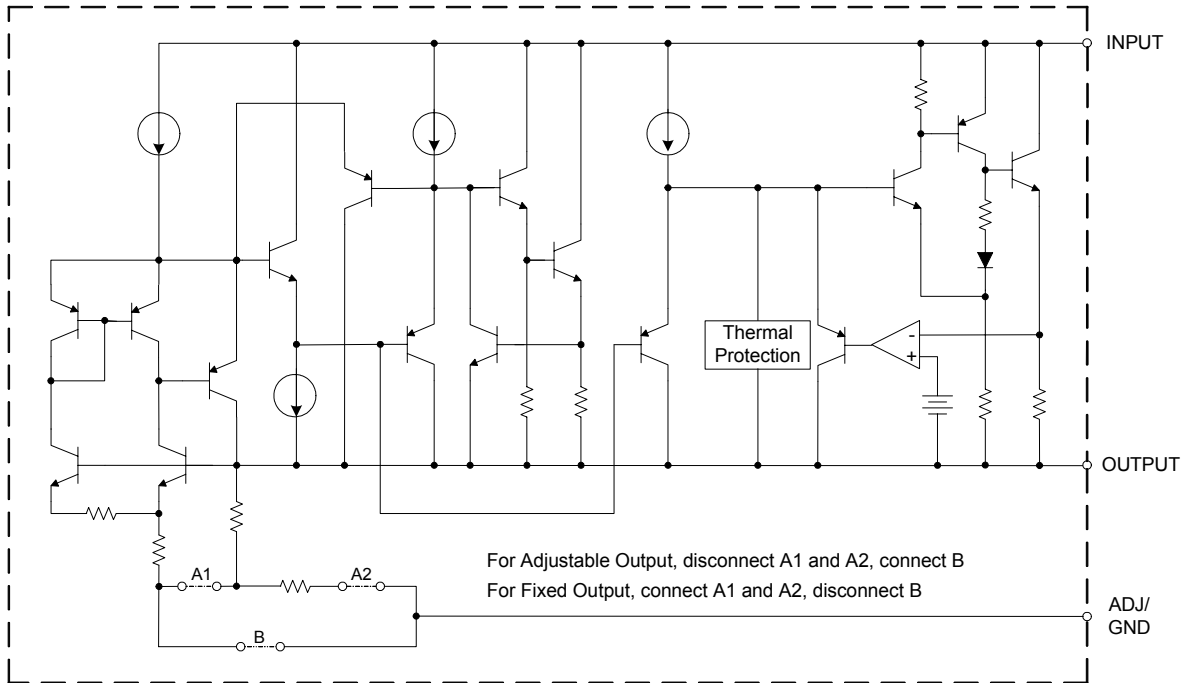 INPUT
Thermal
Protection
-
+
OUTPUT
For Adjustable Output, disconnect A1 and A2, connect B
A1
A2
For Fixed Output, connect A1 and A2, disconnect B
ADJ/
GND
B